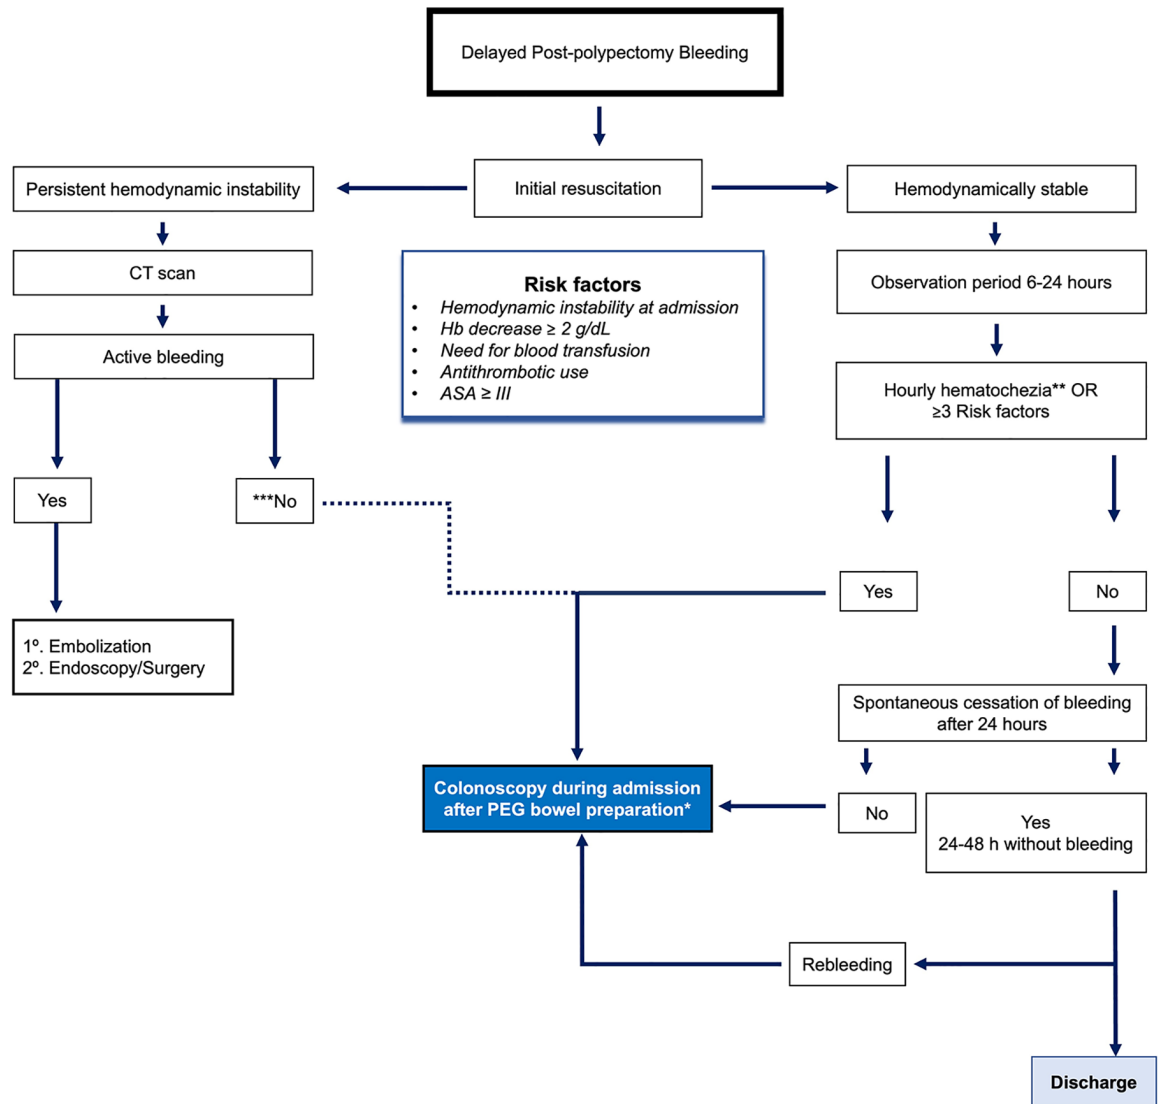 Delayed Post-polypectomy Bleeding
Persistent hemodynamic instability
Initial resuscitation
Hemodynamically stable
CT scan
Observation period 6-24 hours
Risk factors
• Hemodynamic instability at admission
• Hb decrease ≥ 2 g/dL
• Need for blood transfusion
• Antithrombotic use
• ASA ≥ III
Active bleeding
Hourly hematochezia** OR
≥3 Risk factors
Yes
***No
Yes
No
1º. Embolization
2º. Endoscopy/Surgery
Spontaneous cessation of bleeding
after 24 hours
Colonoscopy during admission
after PEG bowel preparation*
No
Yes
24-48 h without bleeding
Rebleeding
Discharge